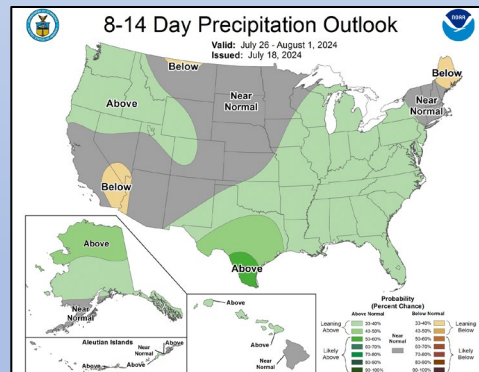 8-14 Day Precipitation Outlook
NOAA
Valid: July 26 - August 1, 2024
Issued: July 18, 2024
Below
Below
Above
Near
Normal
Near
Normal
Below
Above
Above
Near
Normal
Aleutian Islands
Near
Normal
Above
Above
Above
Above
Above
Near
Normal
Probability
(Percent Chance)
Above Normal
Below Normal
Leaning
Above
33-40%
40-50%
Near
Normal
33-40%
40-50%
Leaning
Below
Likely
Above
50-60%
60-70%
70-80%
80-90%
90-100%
50-60%
60-70%
70-80%
80-90%
90-100%
Likely
Below